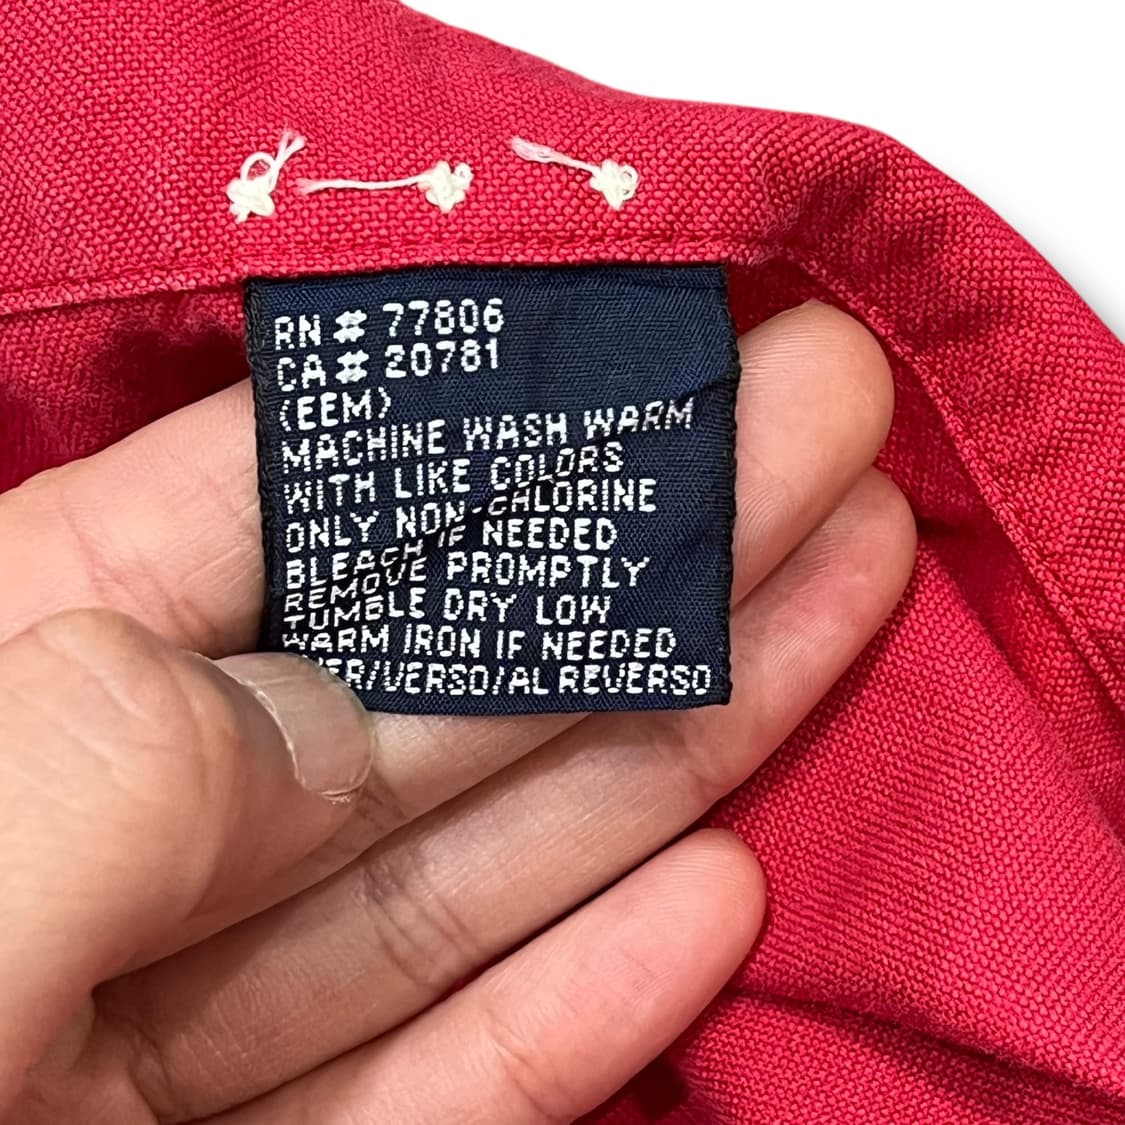 RN # 77806
CA # 20781
(EEM)
MACHINE WASH WARM
WITH LIKE COLORS
ONLY NON-CHLORINE
BLEACH IF NEEDED
REMOVE PROMPTLY
TUMBLE DRY LOW
WARM IRON IF NEEDED
/VERSO/AL REVERSO